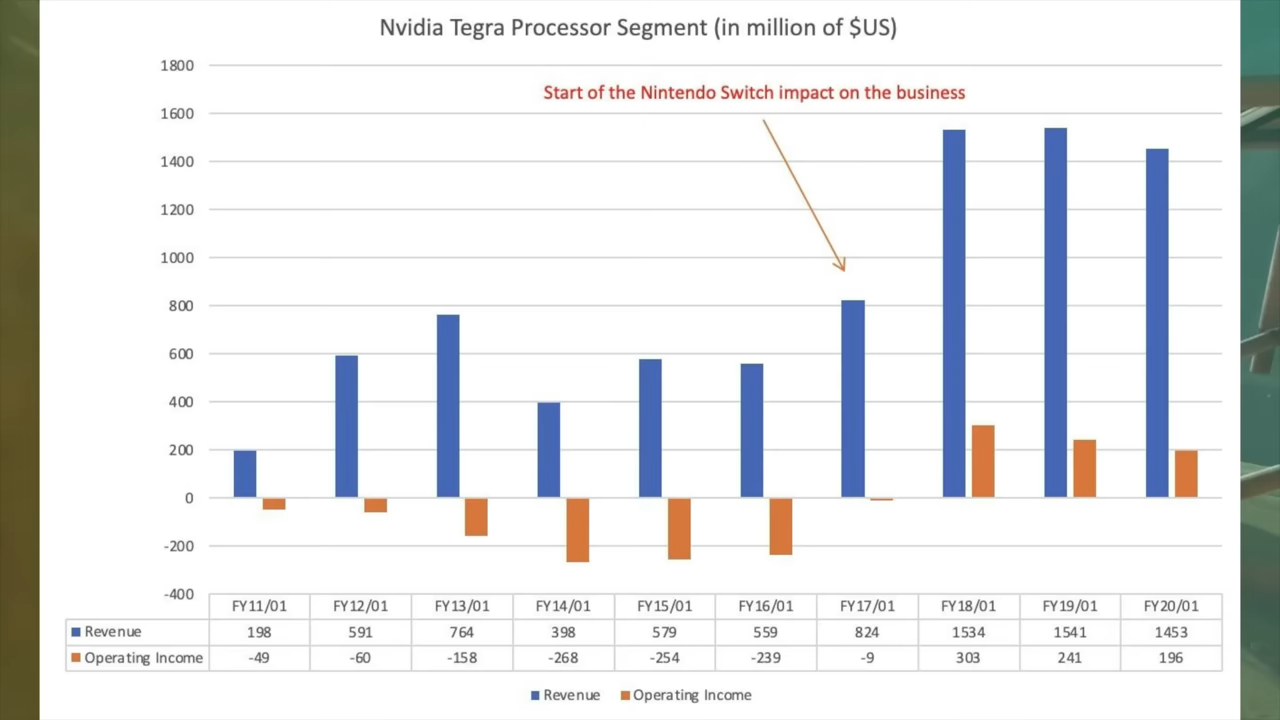 Nvidia Tegra Processor Segment (in million of $US)
1800
Start of the Nintendo Switch impact on the business
1600
1400
1200
1000
800
600
400
200
0
-200
-400
FY11/01 FY12/01 FY13/01 FY14/01 FY15/01 FY16/01 FY17/01 FY18/01 FY19/01 FY20/01
Revenue 198 591 764 398 579 559 824 1534 1541 1453
Operating Income -49 -60 -158 -268 -254 -239 -9 303 241 196
Revenue Operating Income